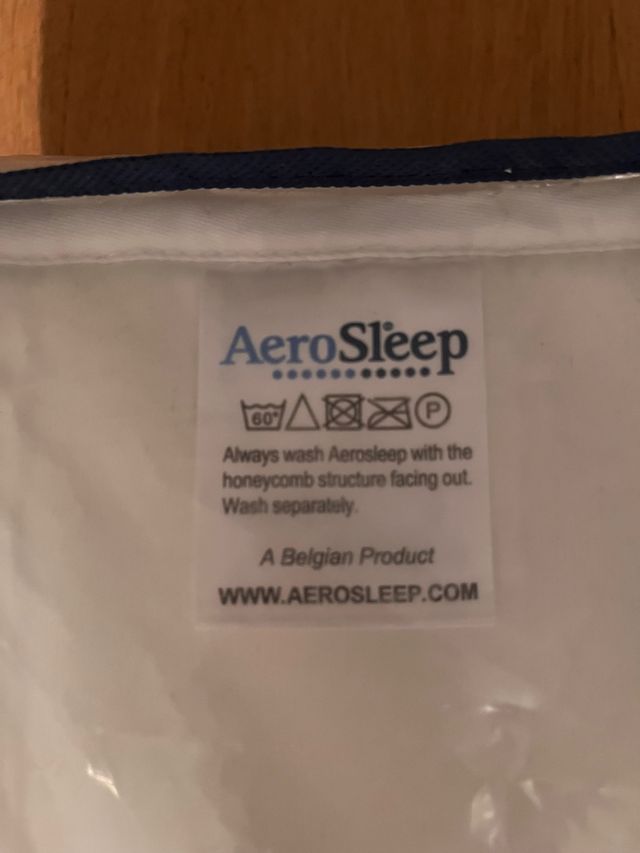 AeroSleep
60°
P
Always wash Aerosleep with the
honeycomb structure facing out.
Wash separately.
A Belgian Product
WWW.AEROSLEEP.COM